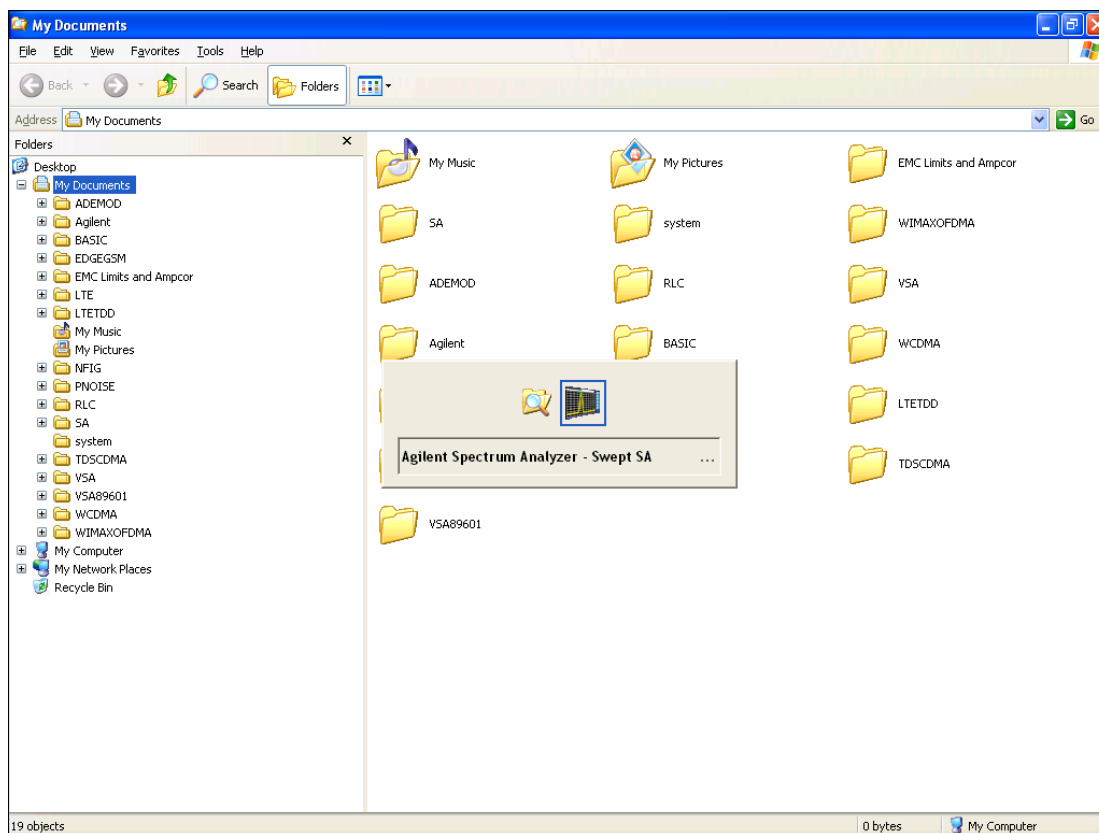 My Documents
File Edit View Favorites Tools Help
Back Search Folders
Address My Documents Go
Folders
Desktop
My Documents
ADEMOD
Agilent
BASIC
EDGEGSM
EMC Limits and Ampcor
LTE
LTETDD
My Music
My Pictures
NFIG
PNOISE
RLC
SA
system
TDSCDMA
VSA
VSA89601
WCDMA
WIMAXOFDMA
My Computer
My Network Places
Recycle Bin
My Music My Pictures EMC Limits and Ampcor
SA system WIMAXOFDMA
ADEMOD RLC VSA
Agilent BASIC WCDMA
LTETDD
Agilent Spectrum Analyzer - Swept SA ...
TDSCDMA
VSA89601
19 objects 0 bytes My Computer